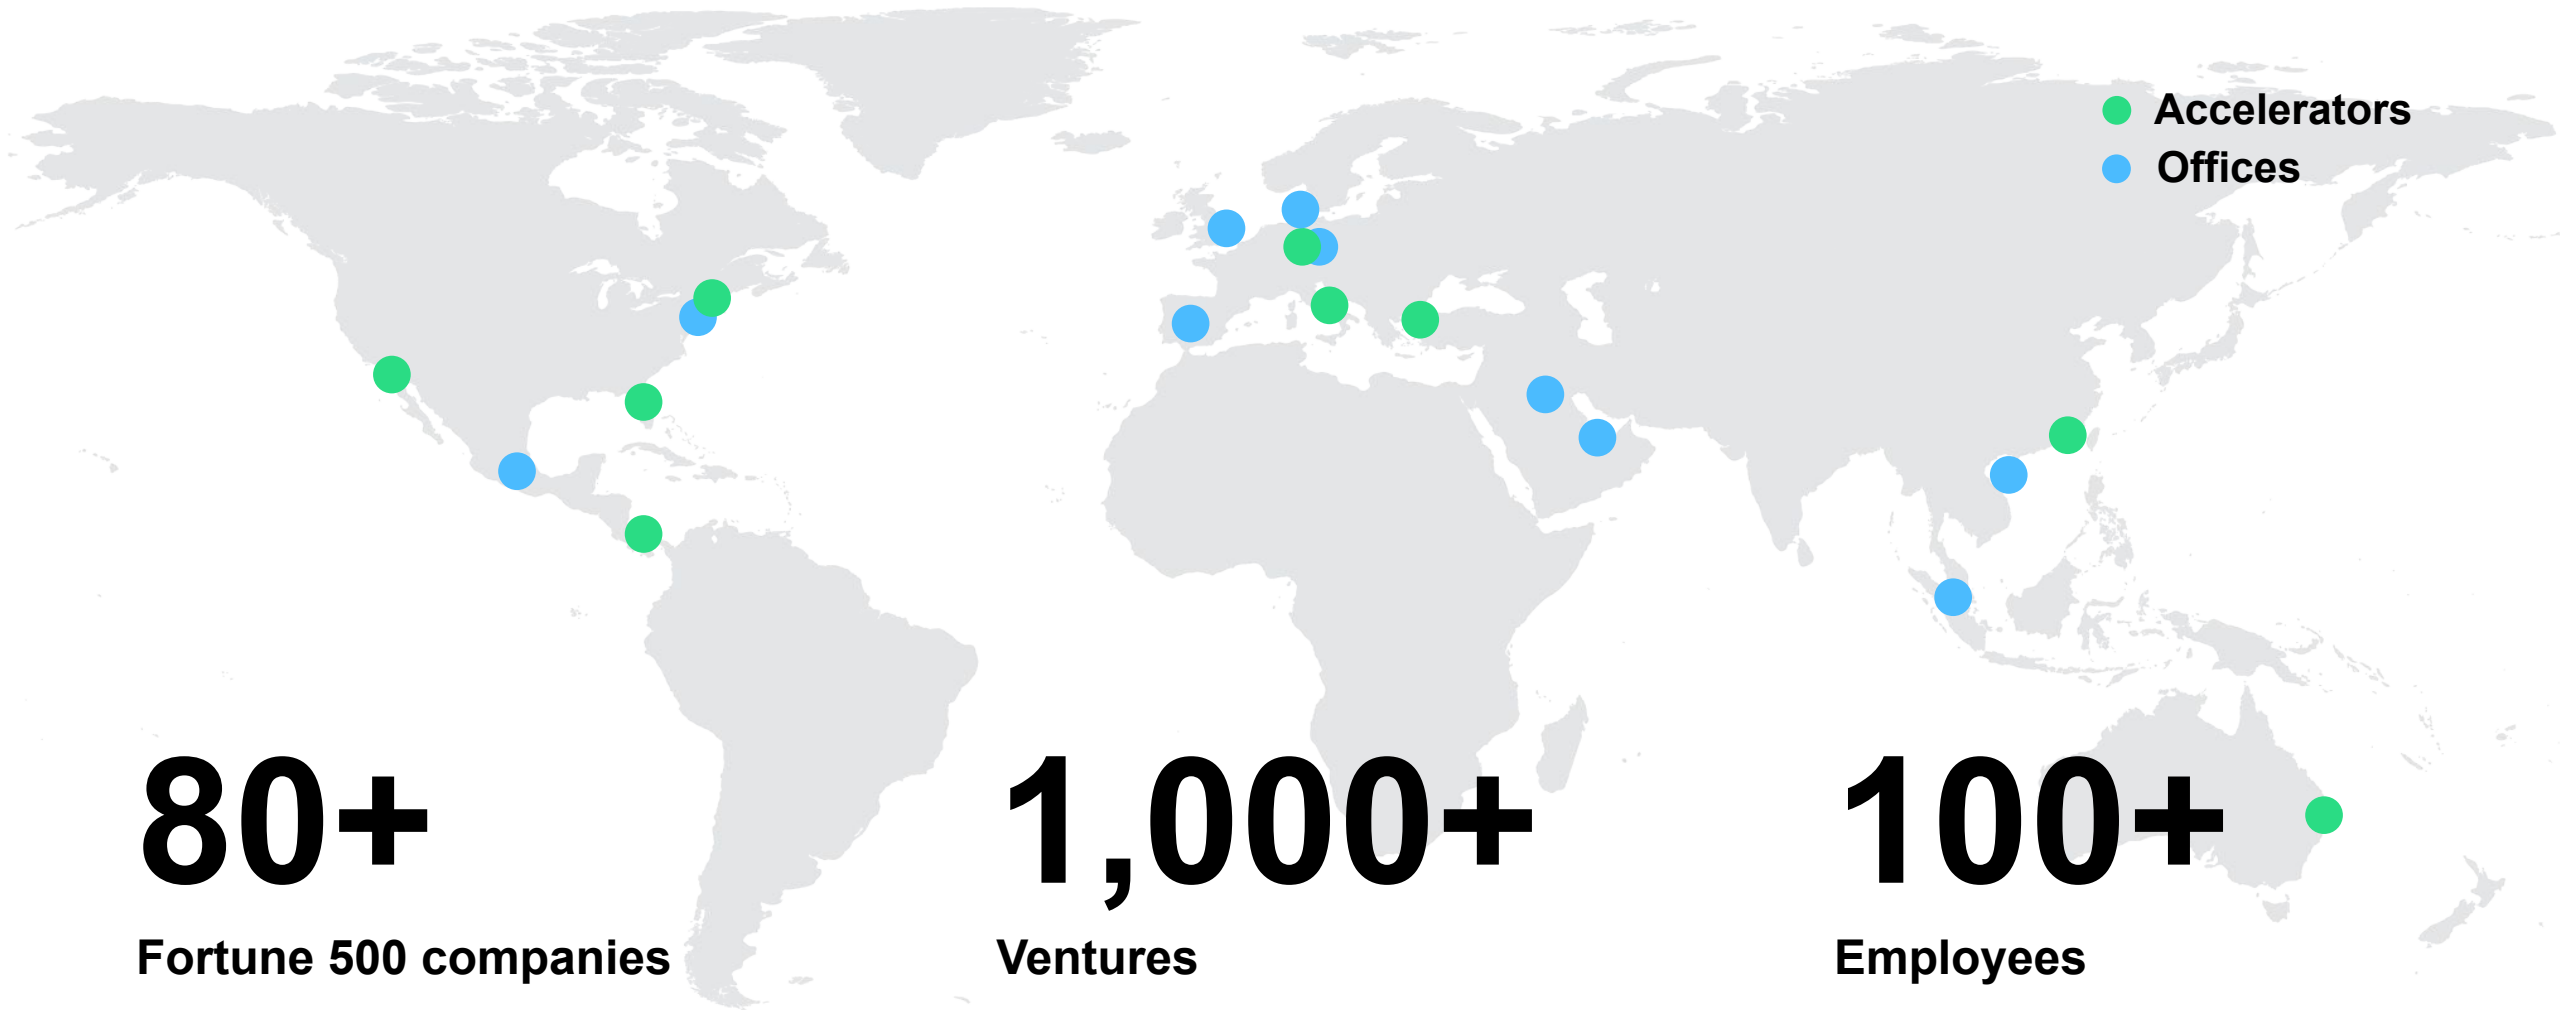 Accelerators
Offices
80+
Fortune 500 companies
1,000+
Ventures
100+
Employees